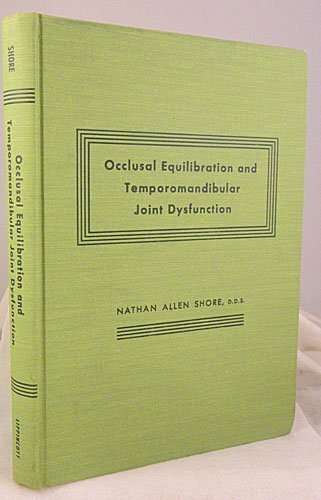 SHORE
Occlusal Equilibration and
Temporomandibular Joint Dysfunction
LIPPINCOTT
Occlusal Equilibration and
Temporomandibular
Joint Dysfunction
NATHAN ALLEN SHORE, D.D.S.